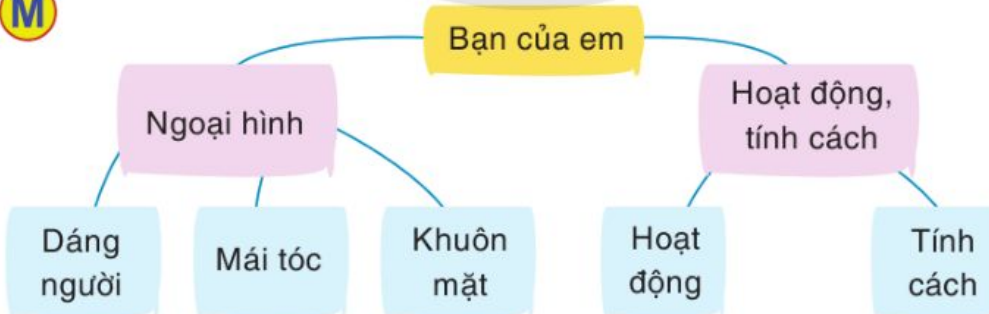 M
Bạn của em
Ngoại hình
Hoạt động,
tính cách
Dáng
người
Mái tóc
Khuôn
mặt
Hoạt
động
Tính
cách